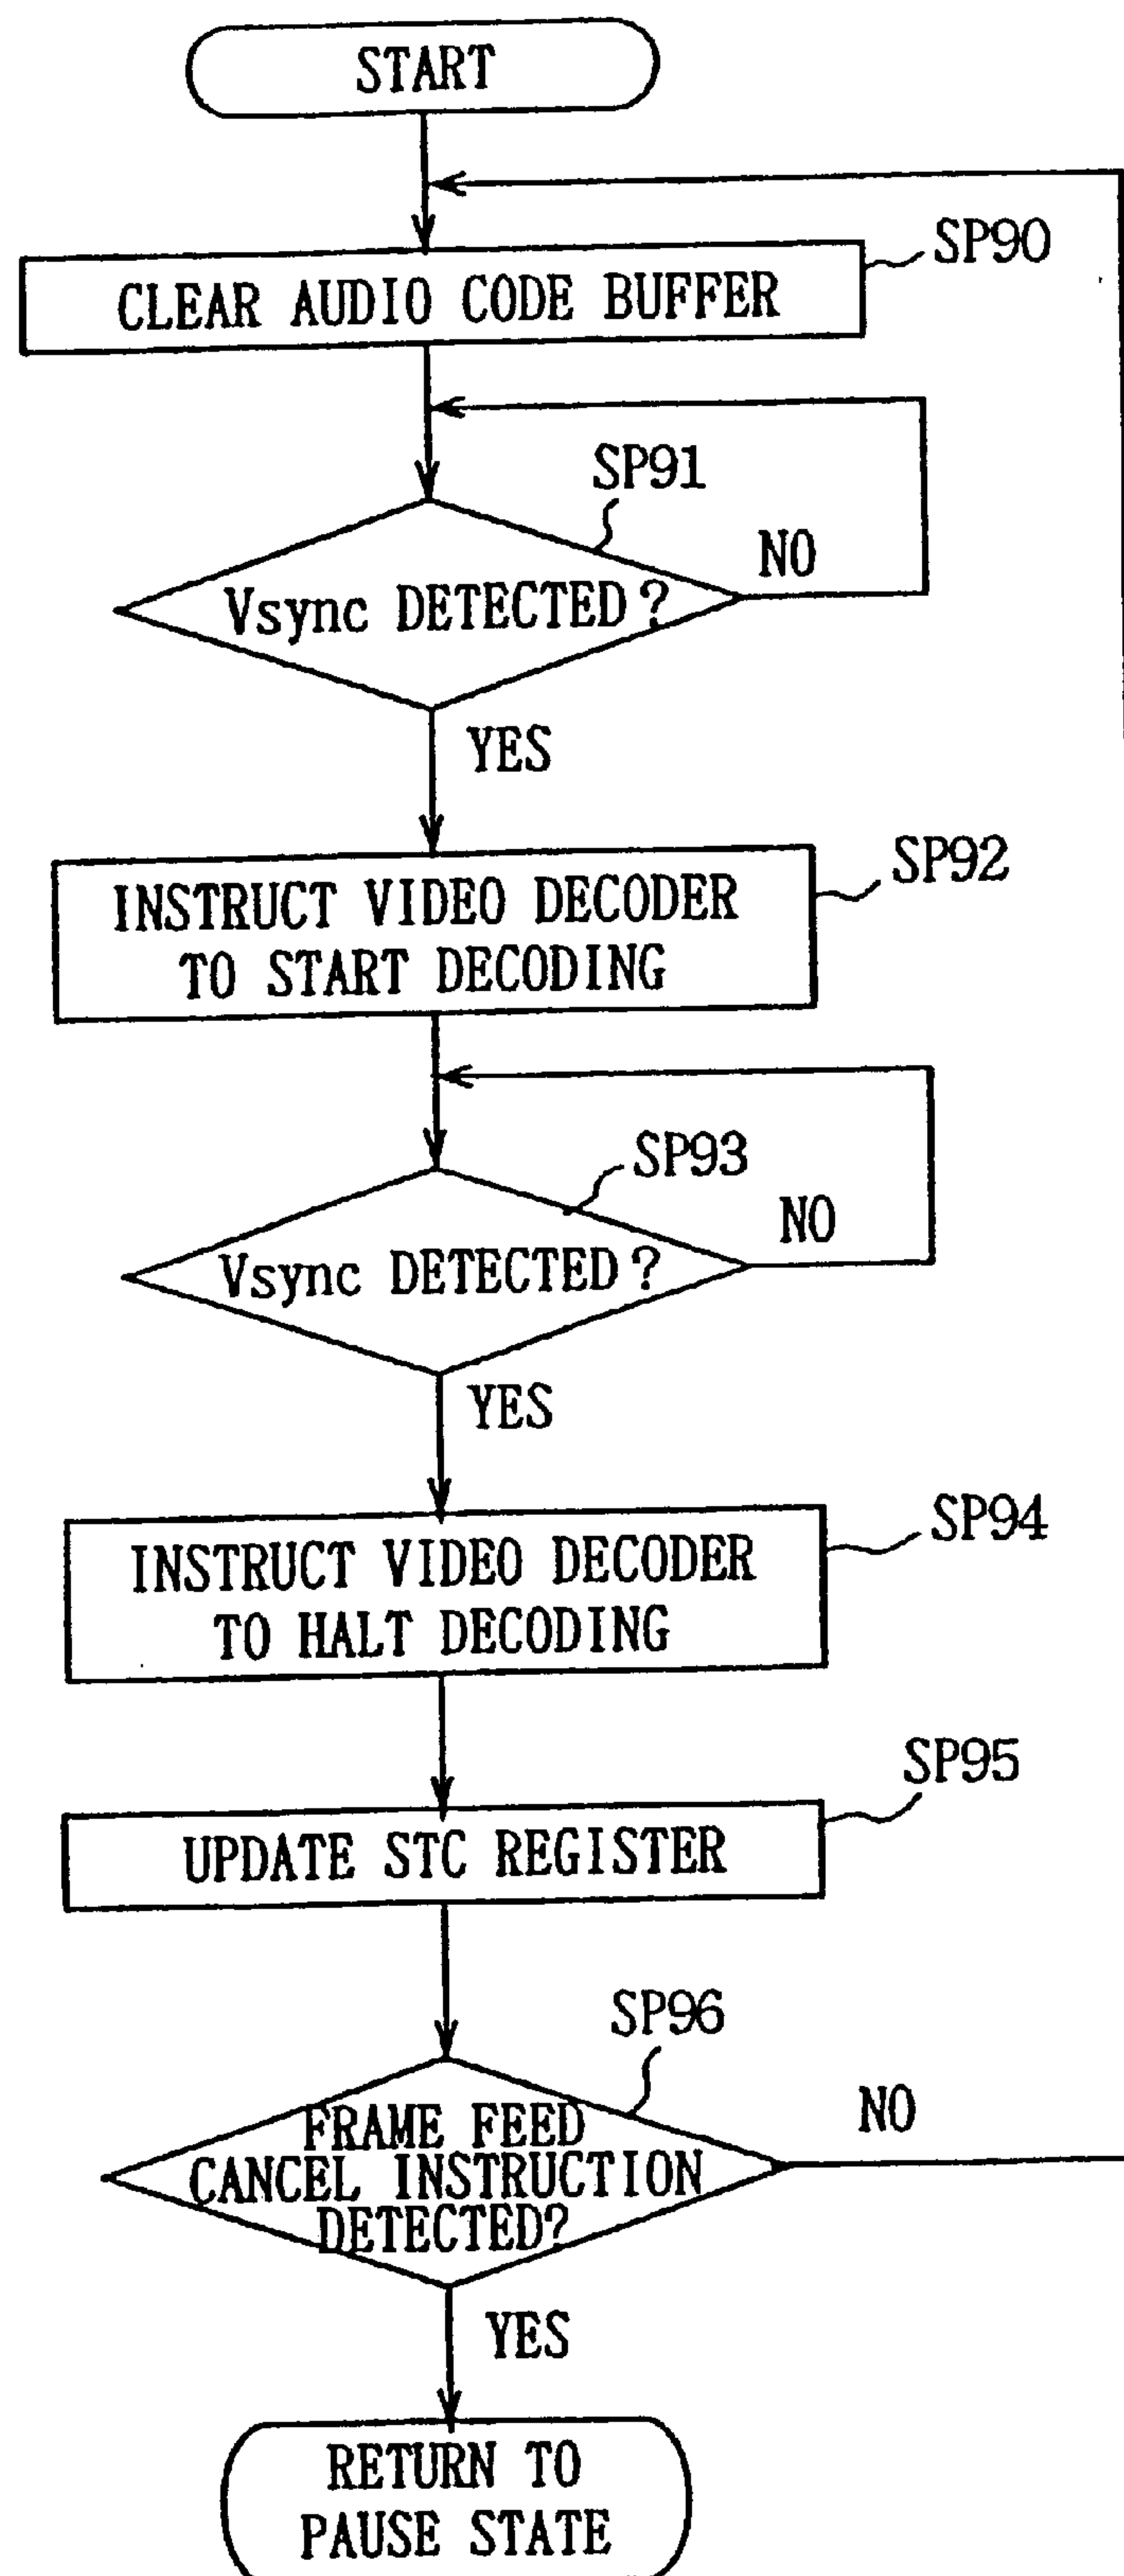 START
SP90
CLEAR AUDIO CODE BUFFER
SP91
NO
Vsync DETECTED?
YES
SP92
INSTRUCT VIDEO DECODER
TO START DECODING
SP93
NO
Vsync DETECTED?
YES
SP94
INSTRUCT VIDEO DECODER
TO HALT DECODING
SP95
UPDATE STC REGISTER
SP96
NO
FRAME FEED
CANCEL INSTRUCTION
DETECTED?
YES
RETURN TO
PAUSE STATE